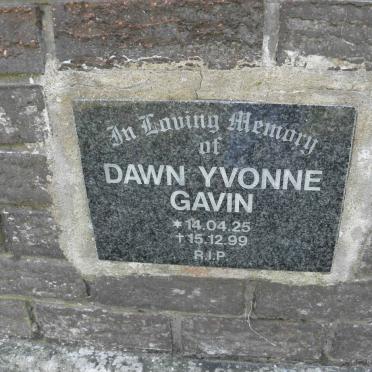 In Loving Memory
of
DAWN YVONNE
GAVIN
* 14.04.25
† 15.12.99
R.I.P